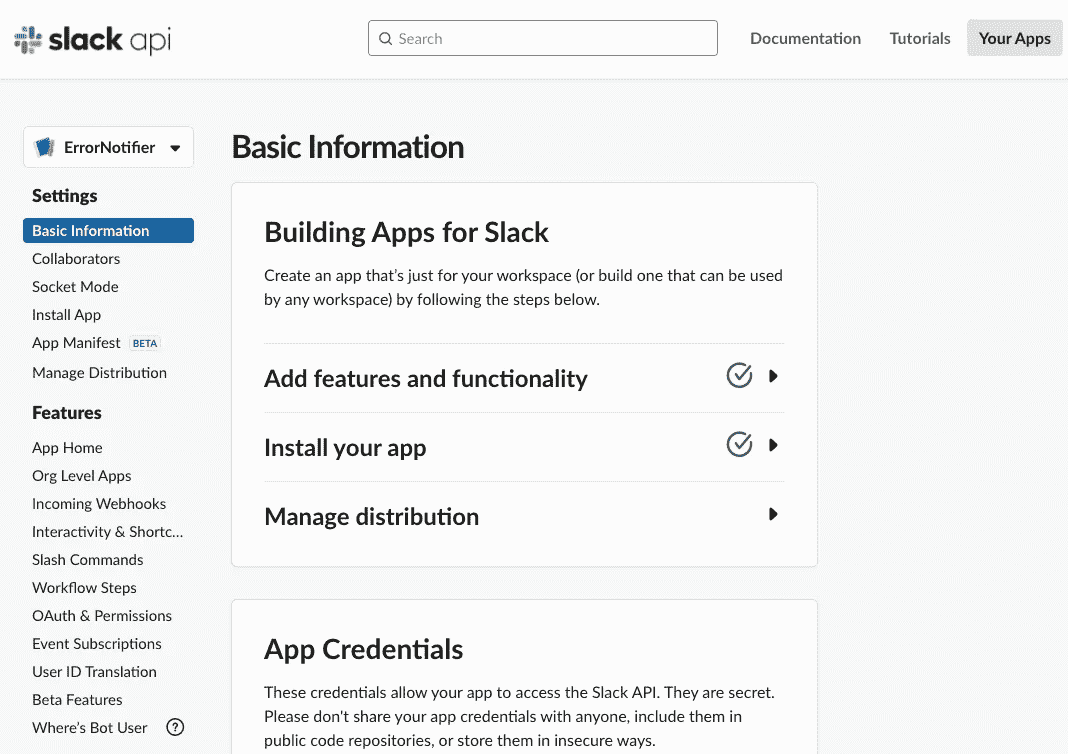 slack api
Search
Documentation
Tutorials
Your Apps
ErrorNotifier
Settings
Basic Information
Collaborators
Socket Mode
Install App
App Manifest BETA
Manage Distribution
Features
App Home
Org Level Apps
Incoming Webhooks
Interactivity & Shortc...
Slash Commands
Workflow Steps
OAuth & Permissions
Event Subscriptions
User ID Translation
Beta Features
Where's Bot User ?
Basic Information
Building Apps for Slack
Create an app that's just for your workspace (or build one that can be used
by any workspace) by following the steps below.
Add features and functionality
Install your app
Manage distribution
App Credentials
These credentials allow your app to access the Slack API. They are secret.
Please don't share your app credentials with anyone, include them in
public code repositories, or store them in insecure ways.